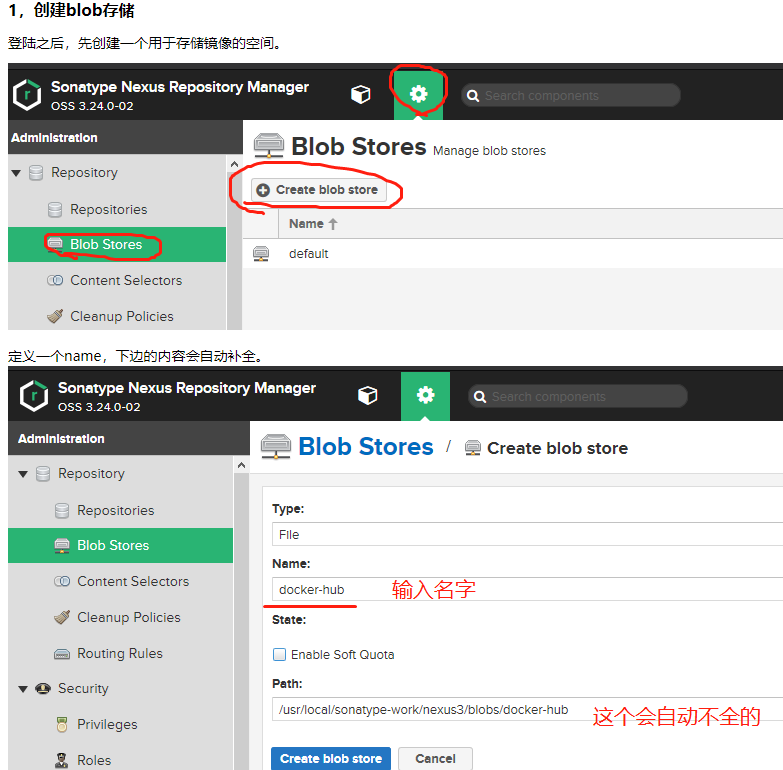 1，创建blob存储
登陆之后，先创建一个用于存储镜像的空间。
Sonatype Nexus Repository Manager
OSS 3.24.0-02
Search components
Administration
Blob Stores Manage blob stores
Repository
Create blob store
Repositories
Name
Blob Stores
default
Content Selectors
Cleanup Policies
定义一个name，下边的内容会自动补全。
Sonatype Nexus Repository Manager
OSS 3.24.0-02
Search components
Administration
Blob Stores / Create blob store
Repository
Repositories
Blob Stores
Content Selectors
Cleanup Policies
Routing Rules
Security
Privileges
Roles
Type:
File
Name:
docker-hub 输入名字
State:
Enable Soft Quota
Path:
/usr/local/sonatype-work/nexus3/blobs/docker-hub 这个会自动不全的
Create blob store Cancel